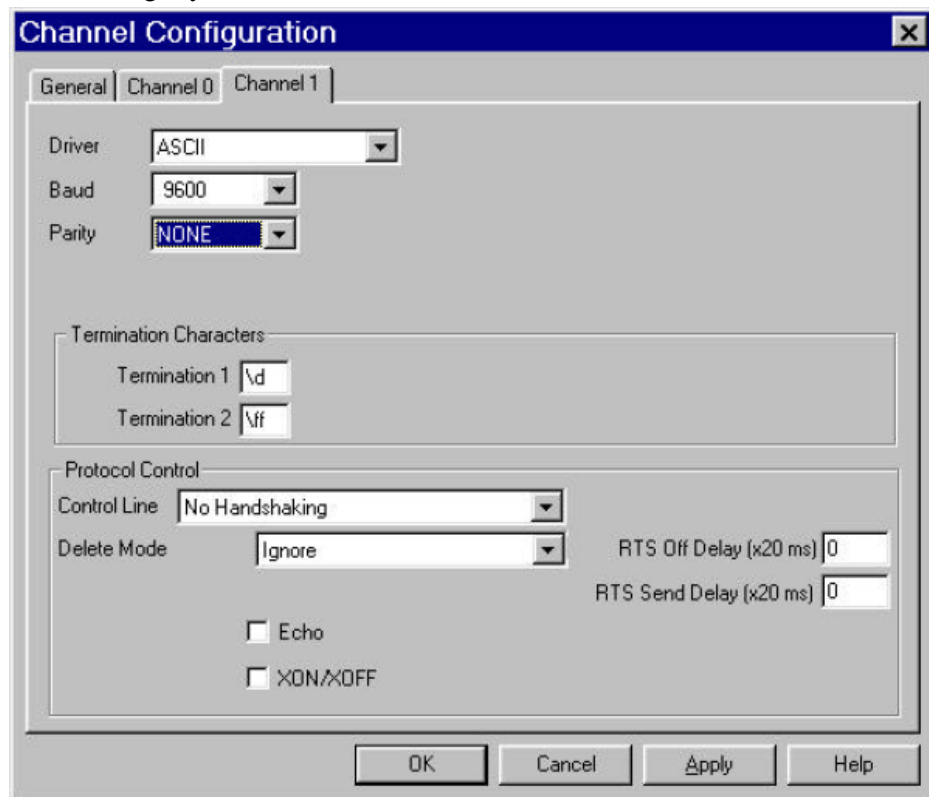 Channel Configuration
General Channel 0 Channel 1
Driver ASCII
Baud 9600
Parity NONE
Termination Characters
Termination 1 \d
Termination 2 \ff
Protocol Control
Control Line No Handshaking
Delete Mode Ignore RTS Off Delay (x20 ms) 0
RTS Send Delay (x20 ms) 0
Echo
XON/XOFF
OK Cancel Apply Help